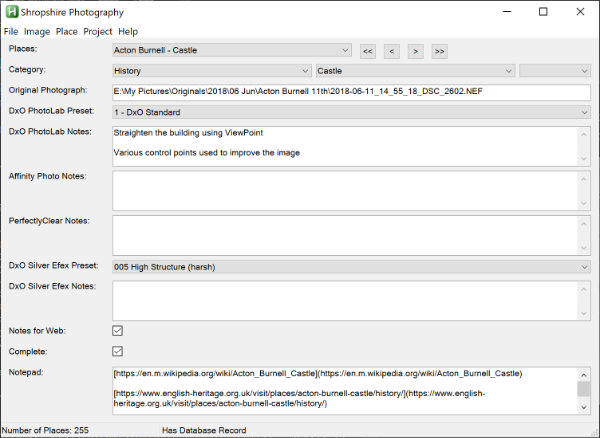 Shropshire Photography
File Image Place Project Help
Places: Acton Burnell - Castle << < > >>
Category: History Castle
Original Photograph: E:\My Pictures\Originals\2018\06 Jun\Acton Burnell 11th\2018-06-11_14_55_18_DSC_2602.NEF
DxO PhotoLab Preset: 1 - DxO Standard
DxO PhotoLab Notes: Straighten the building using ViewPoint
Various control points used to improve the image
Affinity Photo Notes:
PerfectlyClear Notes:
DxO Silver Efex Preset: 005 High Structure (harsh)
DxO Silver Efex Notes:
Notes for Web:
Complete:
Notepad: [https://en.m.wikipedia.org/wiki/Acton_Burnell_Castle](https://en.m.wikipedia.org/wiki/Acton_Burnell_Castle)
[https://www.english-heritage.org.uk/visit/places/acton-burnell-castle/history/](https://www.english-
heritage.org.uk/visit/places/acton-burnell-castle/history/)
Number of Places: 255 Has Database Record